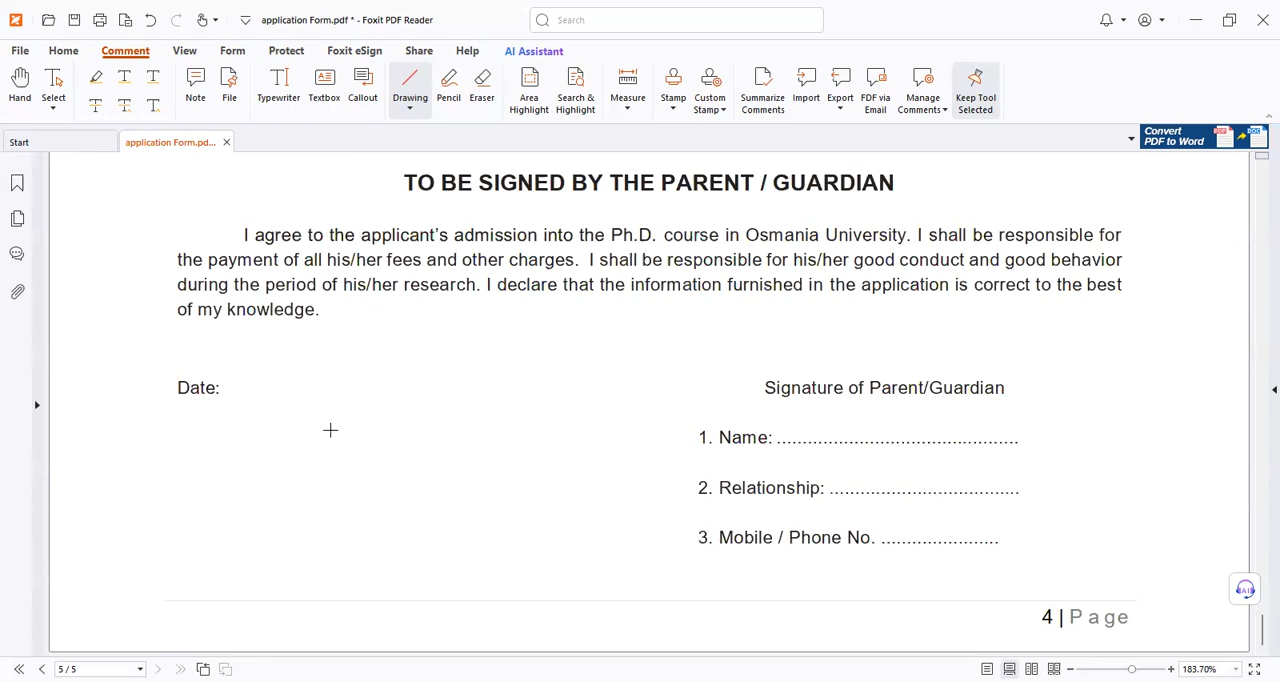 application Form.pdf * - Foxit PDF Reader
Search
File Home Comment View Form Protect Foxit eSign Share Help AI Assistant
Hand Select Note File Typewriter Textbox Callout Drawing Pencil Eraser Area Highlight Search & Highlight Measure Stamp Custom Stamp Summarize Comments Import Export PDF via Email Manage Comments Keep Tool Selected
Start
application Form.pd...
Convert
PDF to Word
TO BE SIGNED BY THE PARENT / GUARDIAN
I agree to the applicant's admission into the Ph.D. course in Osmania University. I shall be responsible for
the payment of all his/her fees and other charges. I shall be responsible for his/her good conduct and good behavior
during the period of his/her research. I declare that the information furnished in the application is correct to the best
of my knowledge.
Date: Signature of Parent/Guardian
1. Name: ...............................................
2. Relationship: .....................................
3. Mobile / Phone No. .......................
4 | Page
AI
5 / 5
183.70%